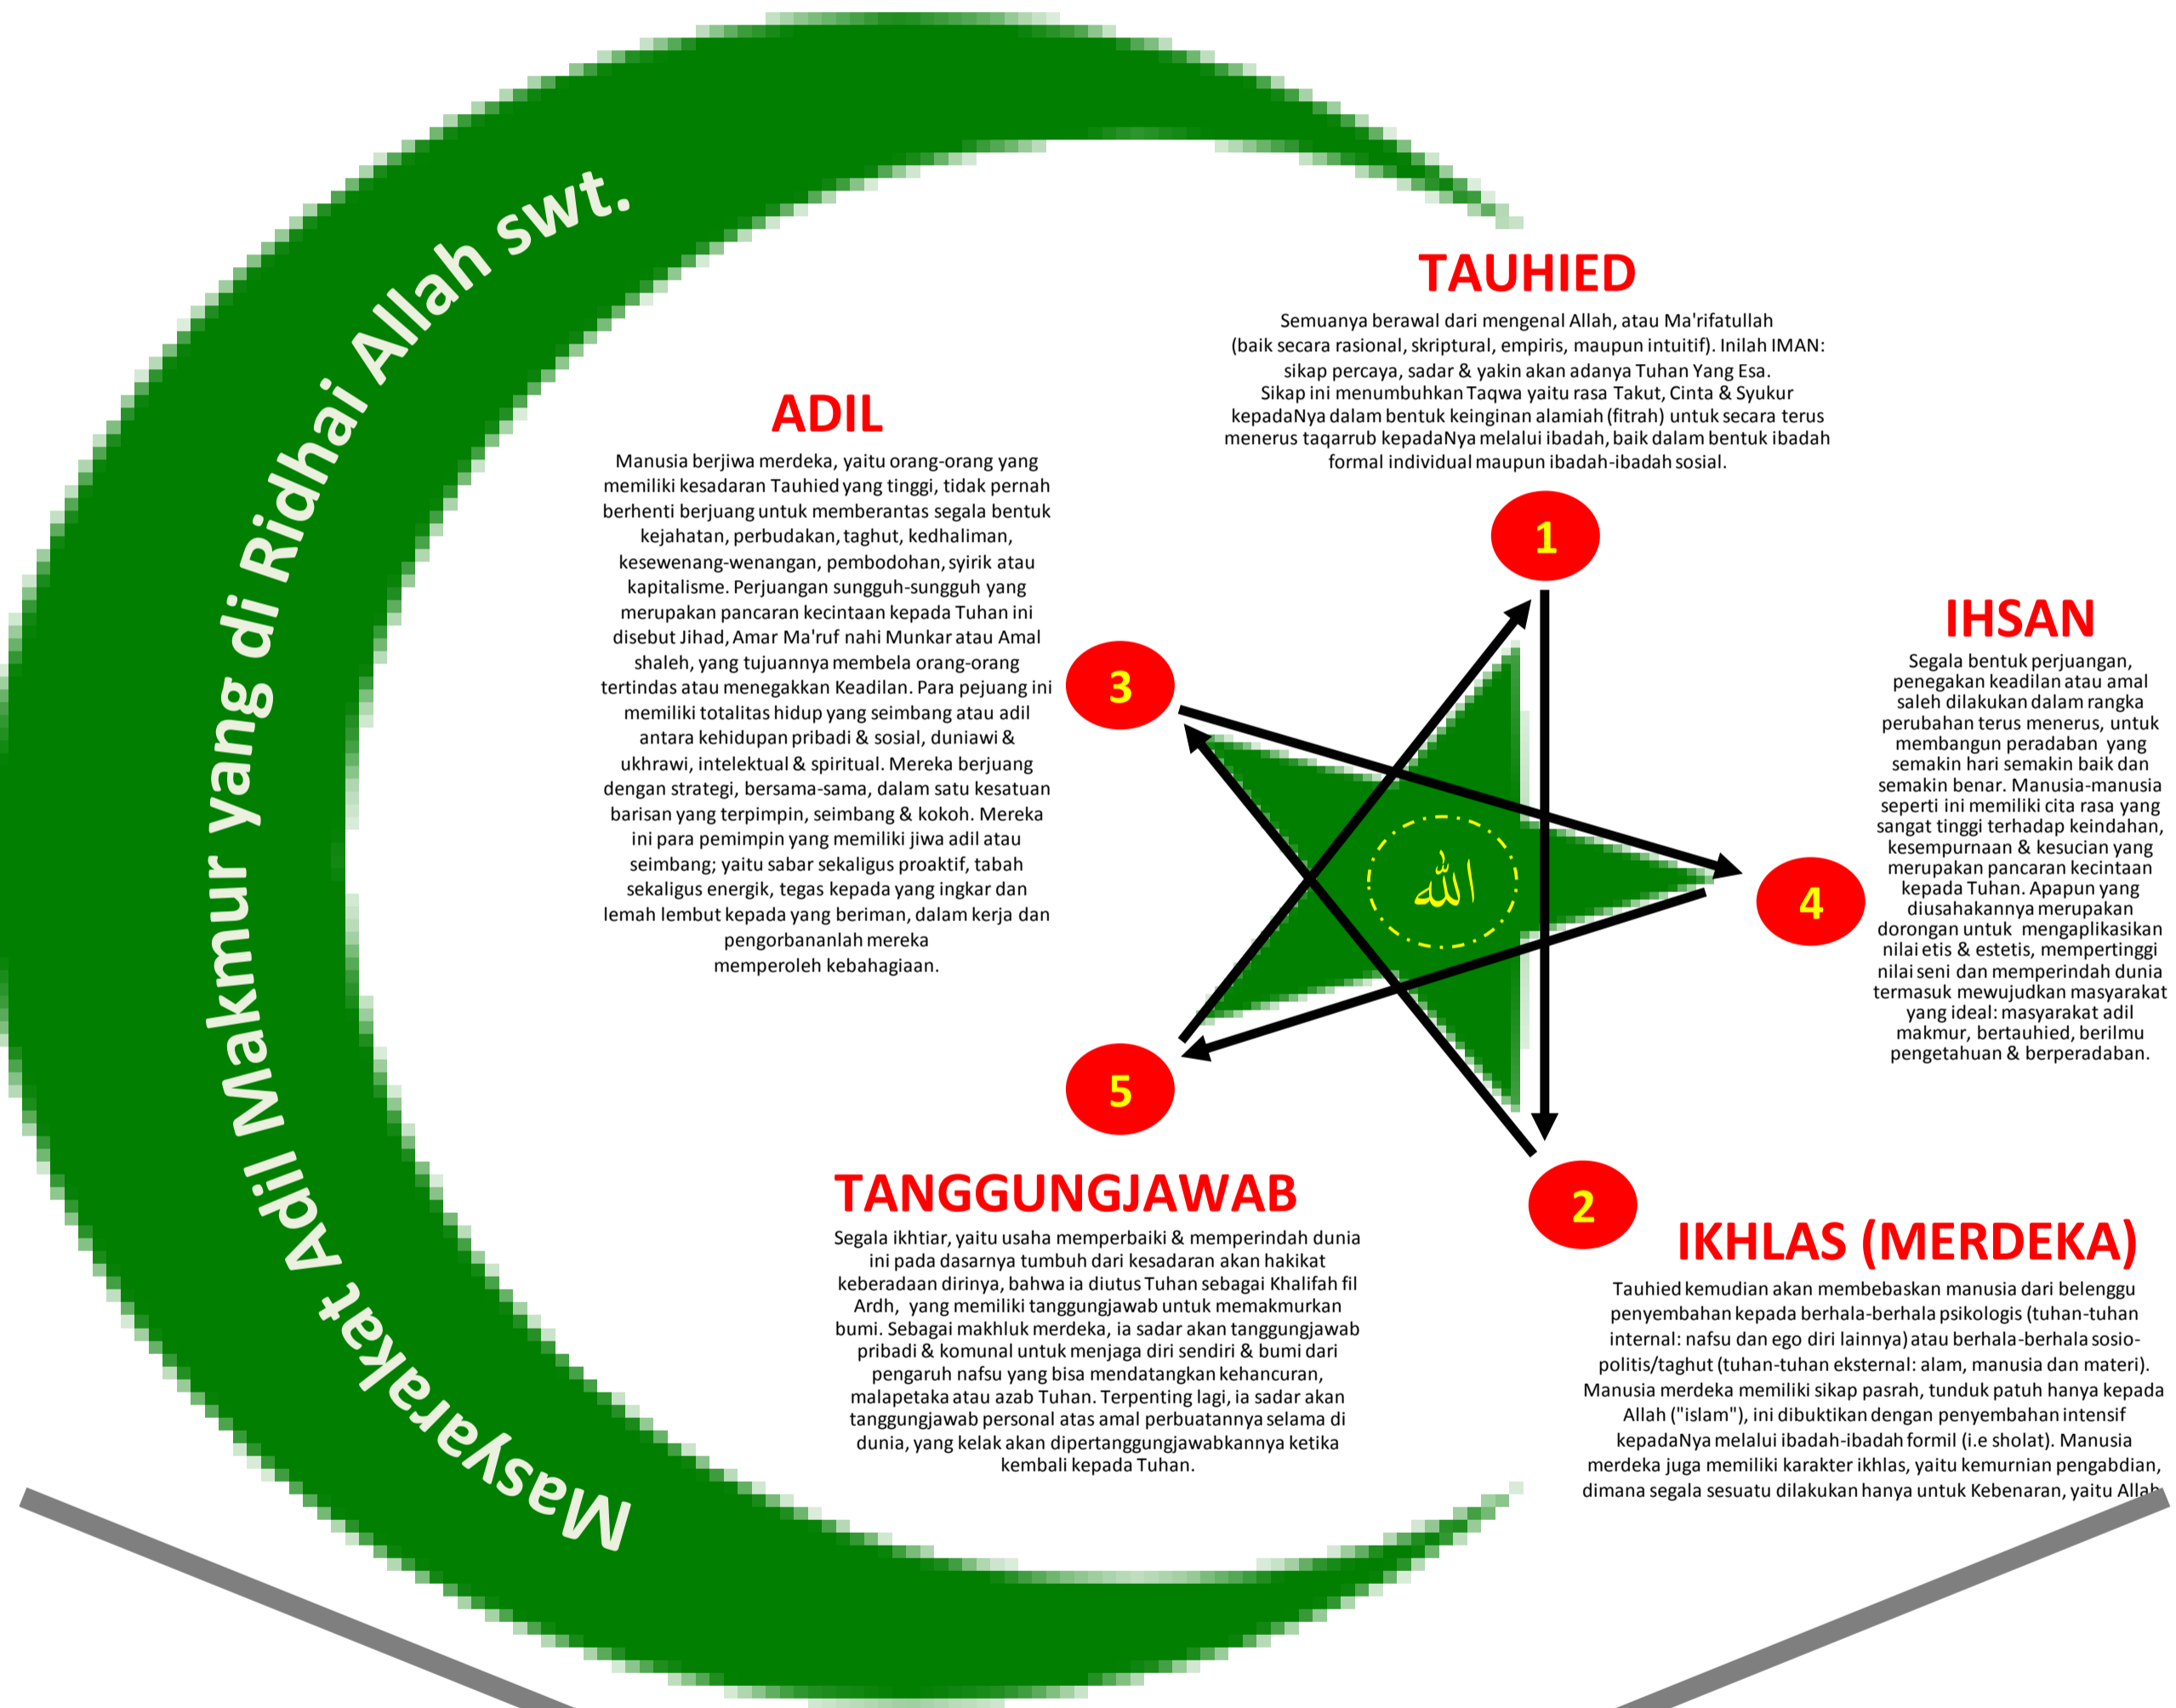 Masyarakat Adil Makmur yang di Ridhai Allah swt.
TAUHIED
Semuanya berawal dari mengenal Allah, atau Ma'rifatullah
(baik secara rasional, skriptural, empiris, maupun intuitif). Inilah IMAN:
sikap percaya, sadar & yakin akan adanya Tuhan Yang Esa.
Sikap ini menumbuhkan Taqwa yaitu rasa Takut, Cinta & Syukur
kepadaNya dalam bentuk keinginan alamiah (fitrah) untuk secara terus
menerus taqarrub kepadaNya melalui ibadah, baik dalam bentuk ibadah
formal individual maupun ibadah-ibadah sosial.
1
ADIL
Manusia berjiwa merdeka, yaitu orang-orang yang
memiliki kesadaran Tauhied yang tinggi, tidak pernah
berhenti berjuang untuk memberantas segala bentuk
kejahatan, perbudakan, taghut, kedhaliman,
kesewenang-wenangan, pembodohan, syirik atau
kapitalisme. Perjuangan sungguh-sungguh yang
merupakan pancaran kecintaan kepada Tuhan ini
disebut Jihad, Amar Ma'ruf nahi Munkar atau Amal
shaleh, yang tujuannya membela orang-orang
tertindas atau menegakkan Keadilan. Para pejuang ini
memiliki totalitas hidup yang seimbang atau adil
antara kehidupan pribadi & sosial, duniawi &
ukhrawi, intelektual & spiritual. Mereka berjuang
dengan strategi, bersama-sama, dalam satu kesatuan
barisan yang terpimpin, seimbang & kokoh. Mereka
ini para pemimpin yang memiliki jiwa adil atau
seimbang; yaitu sabar sekaligus proaktif, tabah
sekaligus energik, tegas kepada yang ingkar dan
lemah lembut kepada yang beriman, dalam kerja dan
pengorbananlah mereka
memperoleh kebahagiaan.
3
IHSAN
Segala bentuk perjuangan,
penegakan keadilan atau amal
saleh dilakukan dalam rangka
perubahan terus menerus, untuk
membangun peradaban yang
semakin hari semakin baik dan
semakin benar. Manusia-manusia
seperti ini memiliki cita rasa yang
sangat tinggi terhadap keindahan,
kesempurnaan & kesucian yang
merupakan pancaran kecintaan
kepada Tuhan. Apapun yang
diusahakannya merupakan
dorongan untuk mengaplikasikan
nilai etis & estetis, mempertinggi
nilai seni dan memperindah dunia
termasuk mewujudkan masyarakat
yang ideal: masyarakat adil
makmur, bertauhied, berilmu
pengetahuan & berperadaban.
4
الله
5
TANGGUNGJAWAB
Segala ikhtiar, yaitu usaha memperbaiki & memperindah dunia
ini pada dasarnya tumbuh dari kesadaran akan hakikat
keberadaan dirinya, bahwa ia diutus Tuhan sebagai Khalifah fil
Ardh, yang memiliki tanggungjawab untuk memakmurkan
bumi. Sebagai makhluk merdeka, ia sadar akan tanggungjawab
pribadi & komunal untuk menjaga diri sendiri & bumi dari
pengaruh nafsu yang bisa mendatangkan kehancuran,
malapetaka atau azab Tuhan. Terpenting lagi, ia sadar akan
tanggungjawab personal atas amal perbuatannya selama di
dunia, yang kelak akan dipertanggungjawabkannya ketika
kembali kepada Tuhan.
2
IKHLAS (MERDEKA)
Tauhied kemudian akan membebaskan manusia dari belenggu
penyembahan kepada berhala-berhala psikologis (tuhan-tuhan
internal: nafsu dan ego diri lainnya) atau berhala-berhala sosio-
politis/taghut (tuhan-tuhan eksternal: alam, manusia dan materi).
Manusia merdeka memiliki sikap pasrah, tunduk patuh hanya kepada
Allah ("islam"), ini dibuktikan dengan penyembahan intensif
kepadaNya melalui ibadah-ibadah formil (i.e sholat). Manusia
merdeka juga memiliki karakter ikhlas, yaitu kemurnian pengabdian,
dimana segala sesuatu dilakukan hanya untuk Kebenaran, yaitu Allah